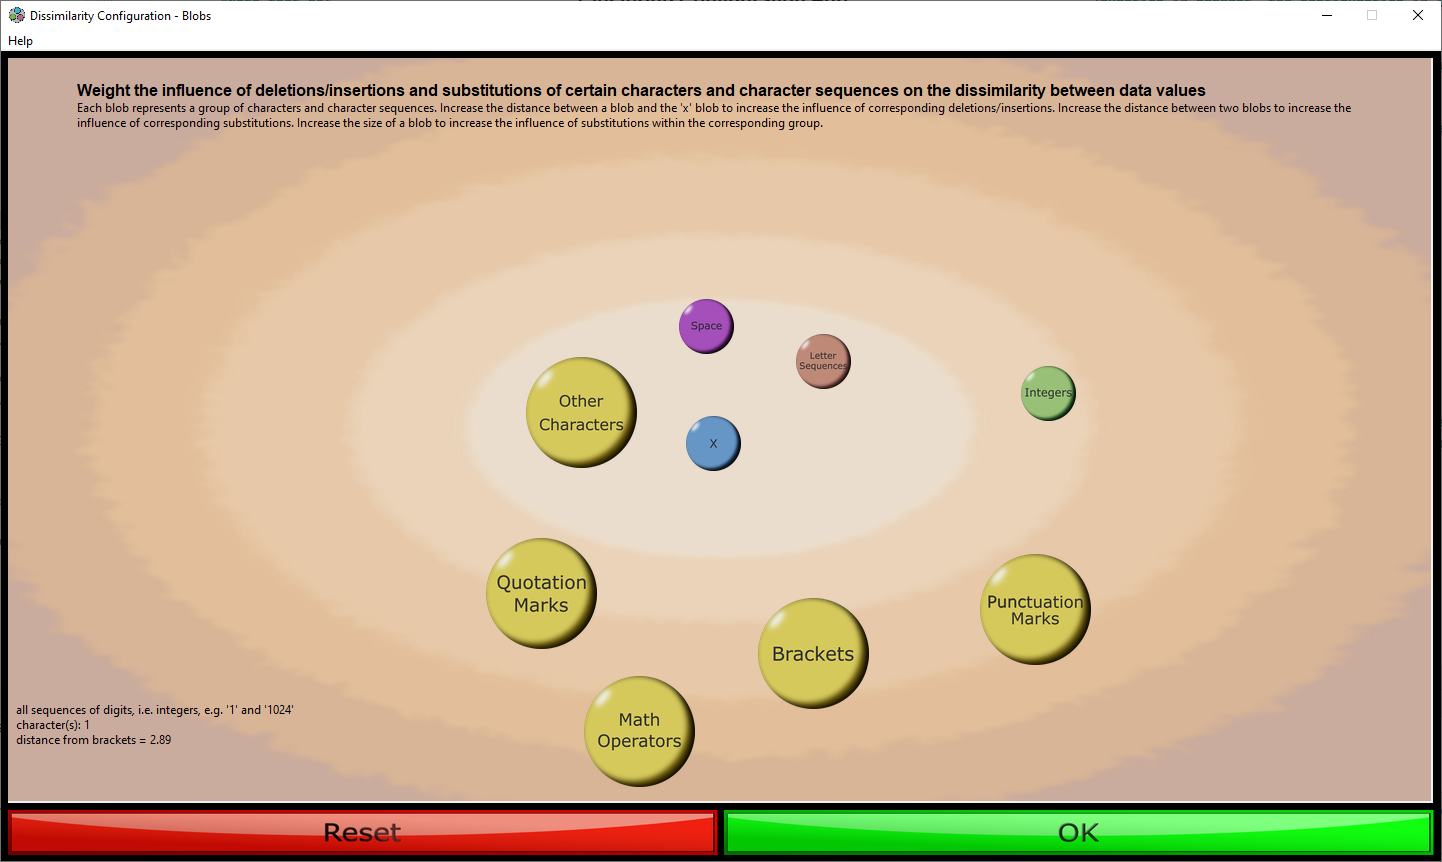 Dissimilarity Configuration - Blobs
Help
Weight the influence of deletions/insertions and substitutions of certain characters and character sequences on the dissimilarity between data values
Each blob represents a group of characters and character sequences. Increase the distance between a blob and the 'x' blob to increase the influence of corresponding deletions/insertions. Increase the distance between two blobs to increase the
influence of corresponding substitutions. Increase the size of a blob to increase the influence of substitutions within the corresponding group.
Space
Letter
Sequences
Integers
Other
Characters
X
Quotation
Marks
Punctuation
Marks
Brackets
Math
Operators
all sequences of digits, i.e. integers, e.g. '1' and '1024'
character(s): 1
distance from brackets = 2.89
Reset
OK